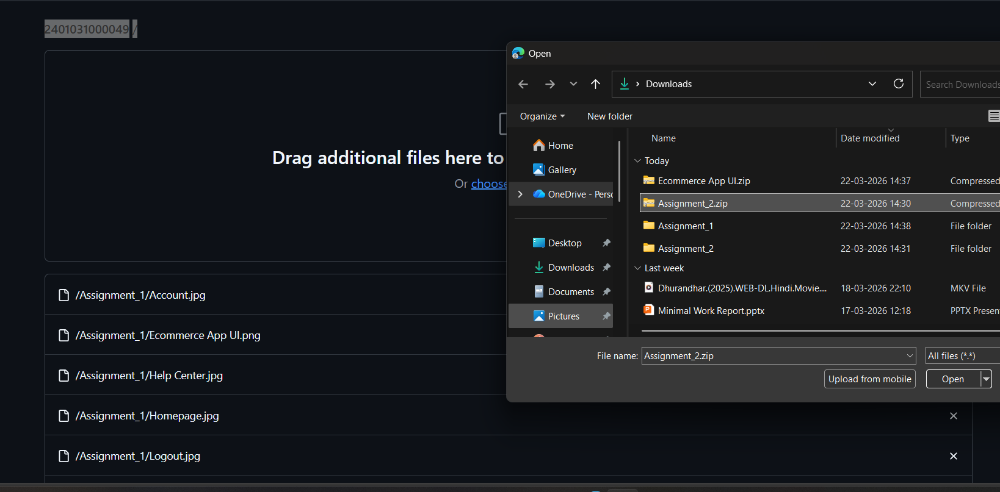 2401031000049 /
Drag additional files here to
Or choose
/Assignment_1/Account.jpg
/Assignment_1/Ecommerce App UI.png
/Assignment_1/Help Center.jpg
/Assignment_1/Homepage.jpg
/Assignment_1/Logout.jpg
Open
Downloads
Search Downloads
Organize
New folder
Home
Gallery
OneDrive - Perso
Desktop
Downloads
Documents
Pictures
Name Date modified Type
Today
Ecommerce App UI.zip 22-03-2026 14:37 Compressed
Assignment_2.zip 22-03-2026 14:30 Compressed
Assignment_1 22-03-2026 14:38 File folder
Assignment_2 22-03-2026 14:31 File folder
Last week
Dhurandhar.(2025).WEB-DL.Hindi.Movie.... 18-03-2026 22:10 MKV File
Minimal Work Report.pptx 17-03-2026 12:18 PPTX Presen
File name: Assignment_2.zip All files (*.*)
Upload from mobile Open